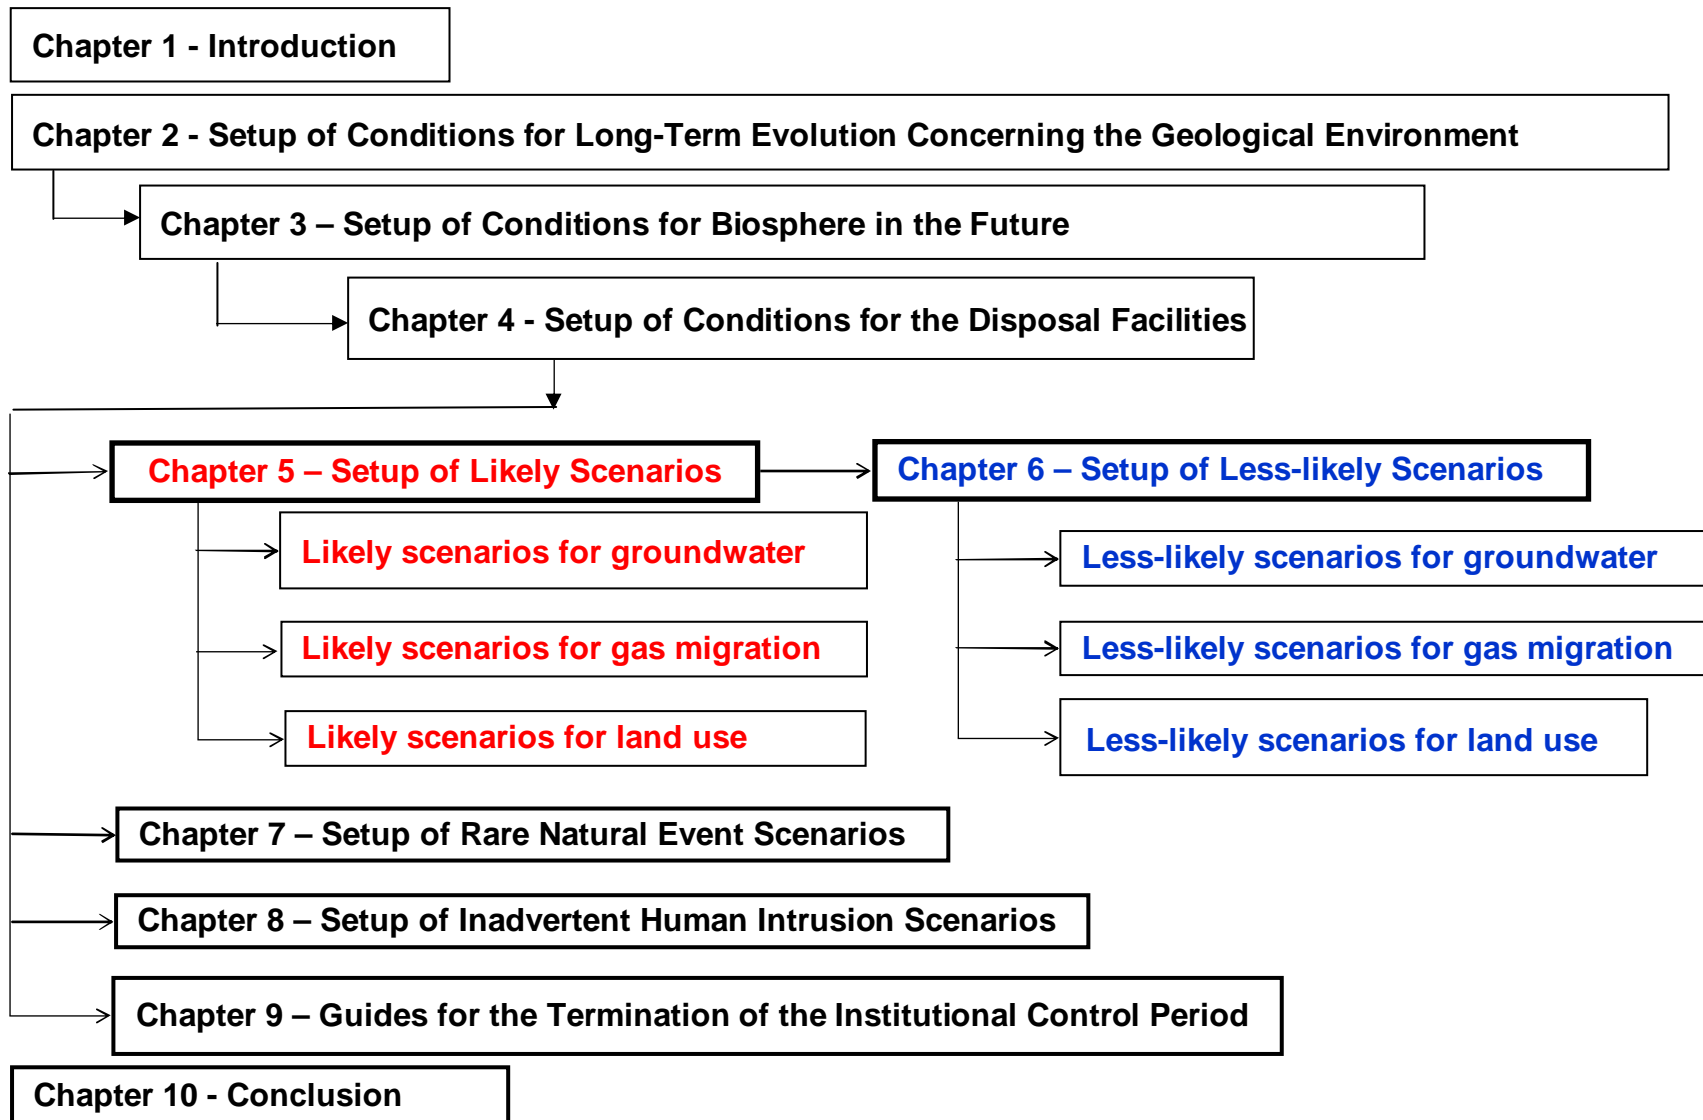 Chapter 1 - Introduction
Chapter 2 - Setup of Conditions for Long-Term Evolution Concerning the Geological Environment
Chapter 3 – Setup of Conditions for Biosphere in the Future
Chapter 4 - Setup of Conditions for the Disposal Facilities
Chapter 5 – Setup of Likely Scenarios
Likely scenarios for groundwater
Likely scenarios for gas migration
Likely scenarios for land use
Chapter 6 – Setup of Less-likely Scenarios
Less-likely scenarios for groundwater
Less-likely scenarios for gas migration
Less-likely scenarios for land use
Chapter 7 – Setup of Rare Natural Event Scenarios
Chapter 8 – Setup of Inadvertent Human Intrusion Scenarios
Chapter 9 – Guides for the Termination of the Institutional Control Period
Chapter 10 - Conclusion